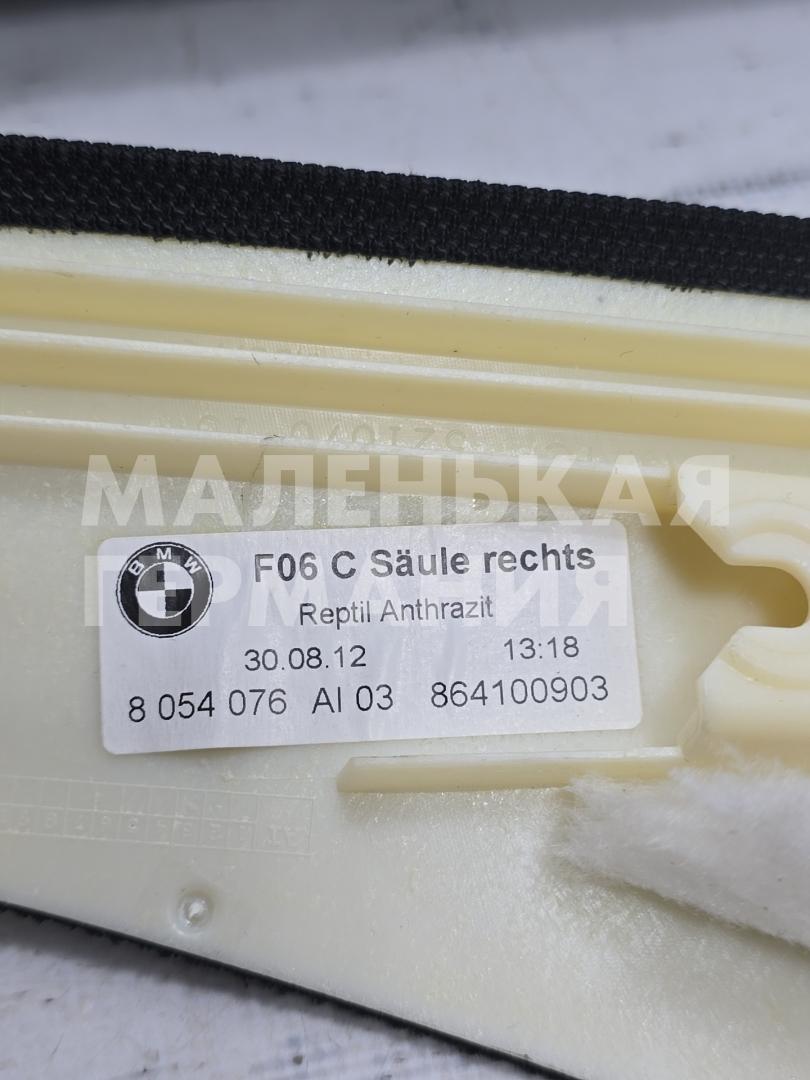 МАЛЕНЬКАЯ
ГЕРМАНИЯ
BMW
F06 C Säule rechts
Reptil Anthrazit
30.08.12 13:18
8 054 076 AI 03 864100903